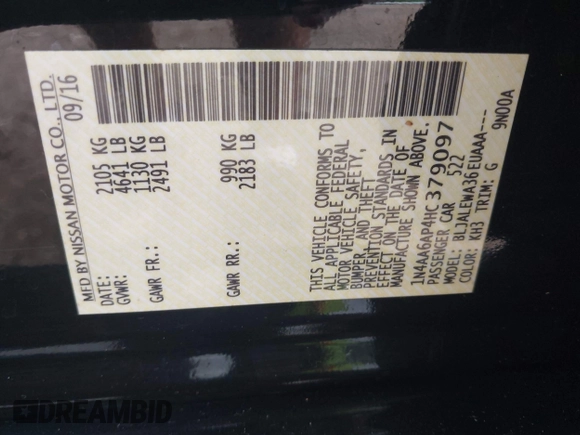 MFD BY NISSAN MOTOR CO., LTD.
DATE: 09/16
GVWR: 2105 KG
4641 LB
GAWR FR.: 1130 KG
2491 LB
GAWR RR.: 990 KG
2183 LB
THIS VEHICLE CONFORMS TO
ALL APPLICABLE FEDERAL
MOTOR VEHICLE SAFETY,
BUMPER, AND THEFT
PREVENTION STANDARDS IN
EFFECT ON THE DATE OF
MANUFACTURE SHOWN ABOVE.
1N4AA6AP4HC379097
PASSENGER CAR 522
MODEL: BLJALEWA36EUAAA---
COLOR: KH3 TRIM: G 9N00A
DREAMBID